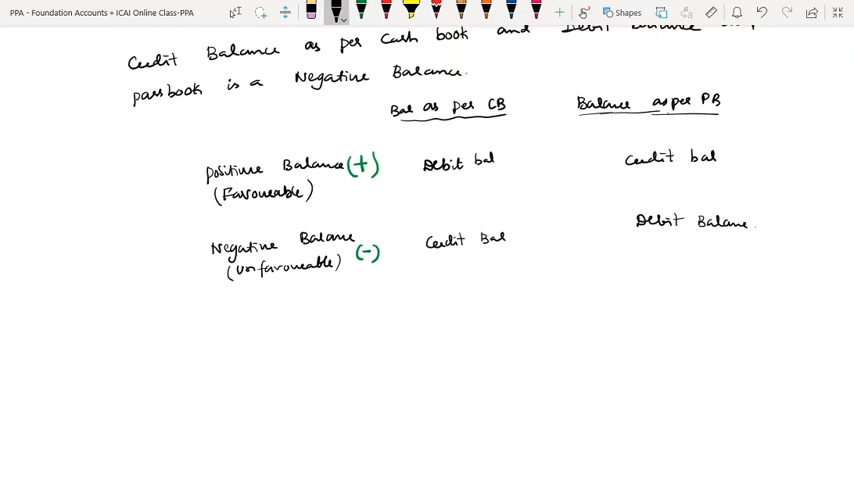 PPA - Foundation Accounts » ICAI Online Class-PPA
Shapes
Credit Balance as per Cash book and Debit
passbook is a Negative Balance.
Bal as per CB Balance as per PB
Positive Balance (+) Debit bal Credit bal
(Favourable)
Negative Balance (-) Credit Bal Debit Balane.
(Unfavourable)